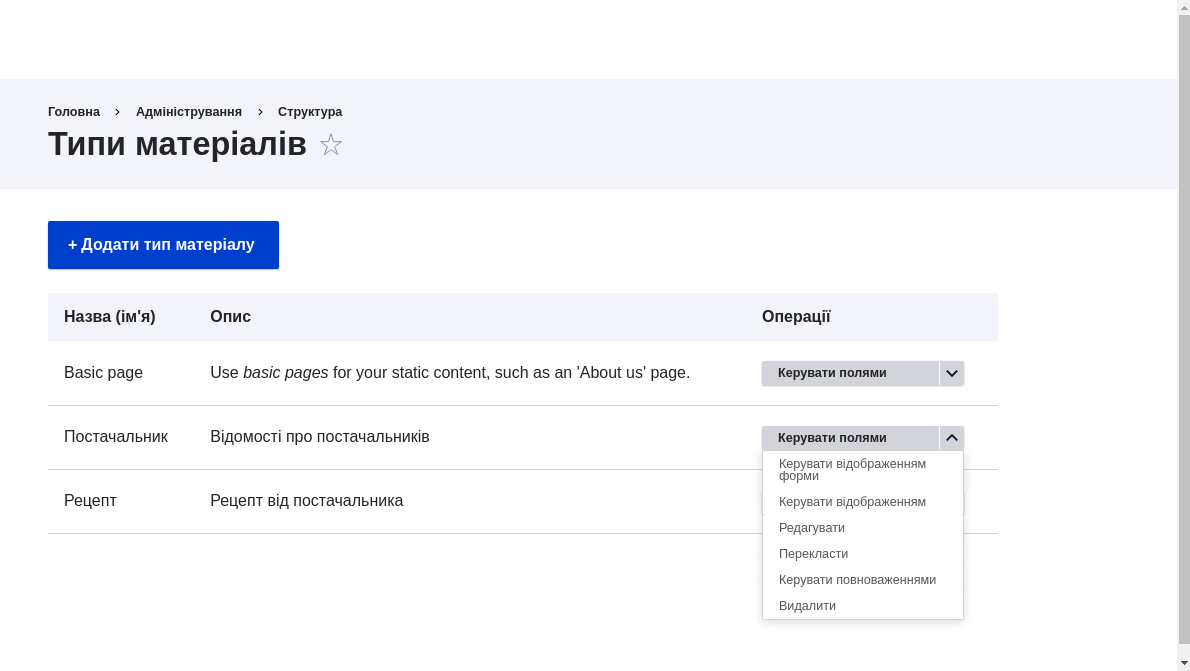 Головна › Адміністрування › Структура
Типи матеріалів ☆
+ Додати тип матеріалу
Назва (ім'я) Опис Операції
Basic page Use basic pages for your static content, such as an 'About us' page. Керувати полями
Постачальник Відомості про постачальників Керувати полями
Керувати відображенням
форми
Рецепт Рецепт від постачальника Керувати відображенням
Редагувати
Перекласти
Керувати повноваженнями
Видалити